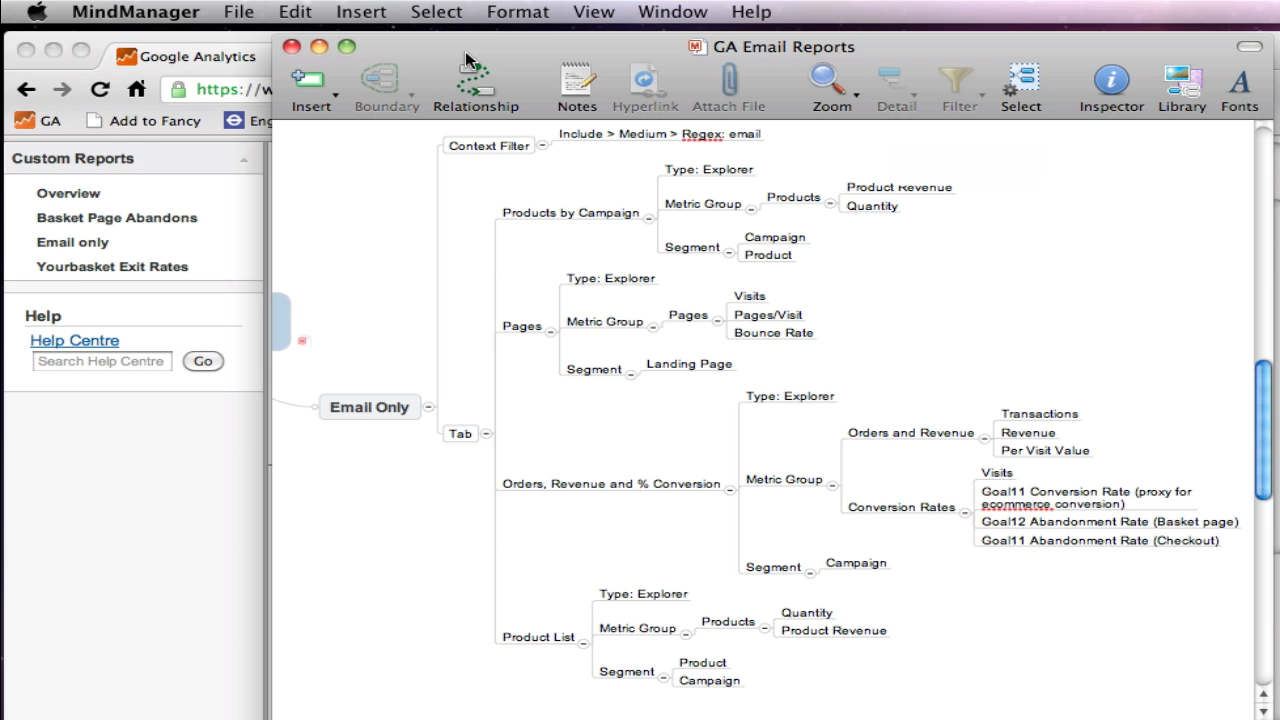 MindManager File Edit Insert Select Format View Window Help
Google Analytics
GA Email Reports
https://w
Insert Boundary Relationship Notes Hyperlink Attach File Zoom Detail Filter Select Inspector Library Fonts
GA Add to Fancy
Custom Reports
Overview
Basket Page Abandons
Email only
Yourbasket Exit Rates
Help
Help Centre
Search Help Centre Go
Email Only
Context Filter
Include > Medium > Regex: email
Tab
Products by Campaign
Type: Explorer
Metric Group
Products
Product Revenue
Quantity
Segment
Campaign
Product
Pages
Type: Explorer
Metric Group
Pages
Visits
Pages/Visit
Bounce Rate
Segment
Landing Page
Orders, Revenue and % Conversion
Type: Explorer
Metric Group
Orders and Revenue
Transactions
Revenue
Per Visit Value
Conversion Rates
Visits
Goal11 Conversion Rate (proxy for
ecommerce conversion)
Goal12 Abandonment Rate (Basket page)
Goal11 Abandonment Rate (Checkout)
Segment
Campaign
Product List
Type: Explorer
Metric Group
Products
Quantity
Product Revenue
Segment
Product
Campaign